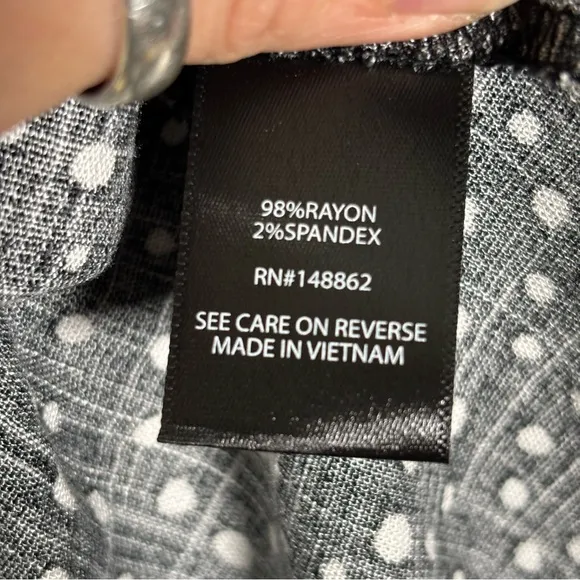 98%RAYON
2%SPANDEX
RN#148862
SEE CARE ON REVERSE
MADE IN VIETNAM